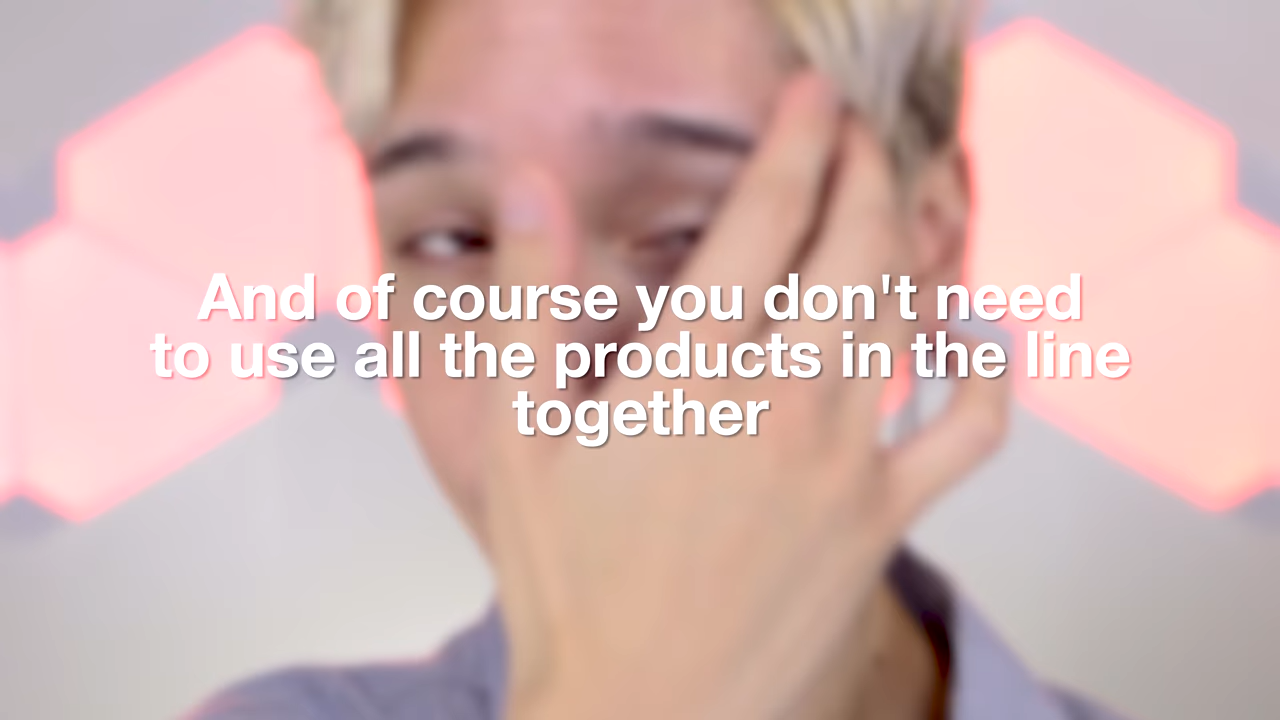 And of course you don't need
to use all the products in the line
together